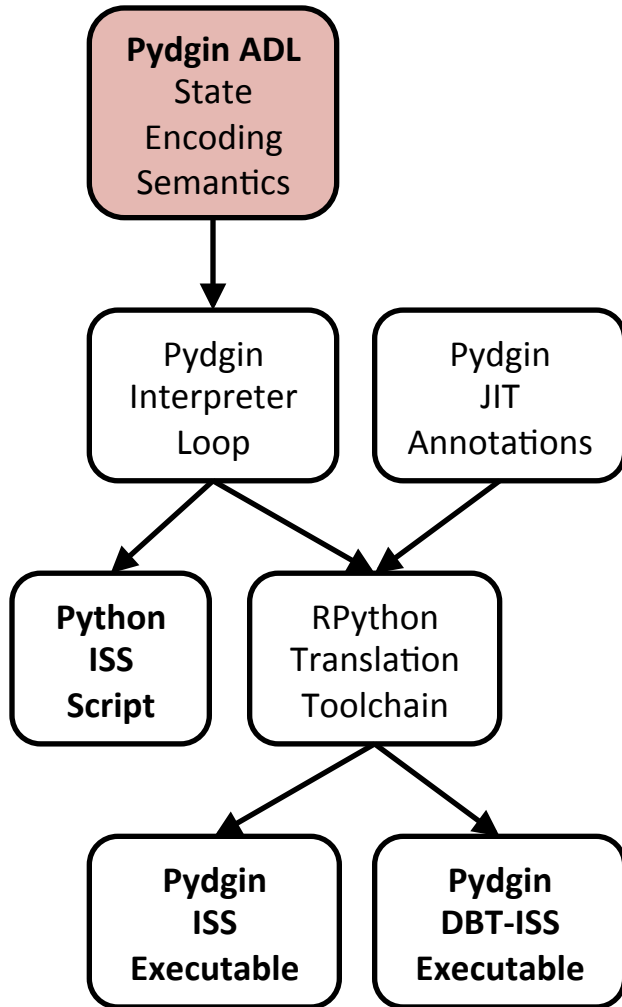 Pydgin ADL
State
Encoding
Semantics
Pydgin
Interpreter
Loop
Pydgin
JIT
Annotations
Python
ISS
Script
RPython
Translation
Toolchain
Pydgin
ISS
Executable
Pydgin
DBT-ISS
Executable